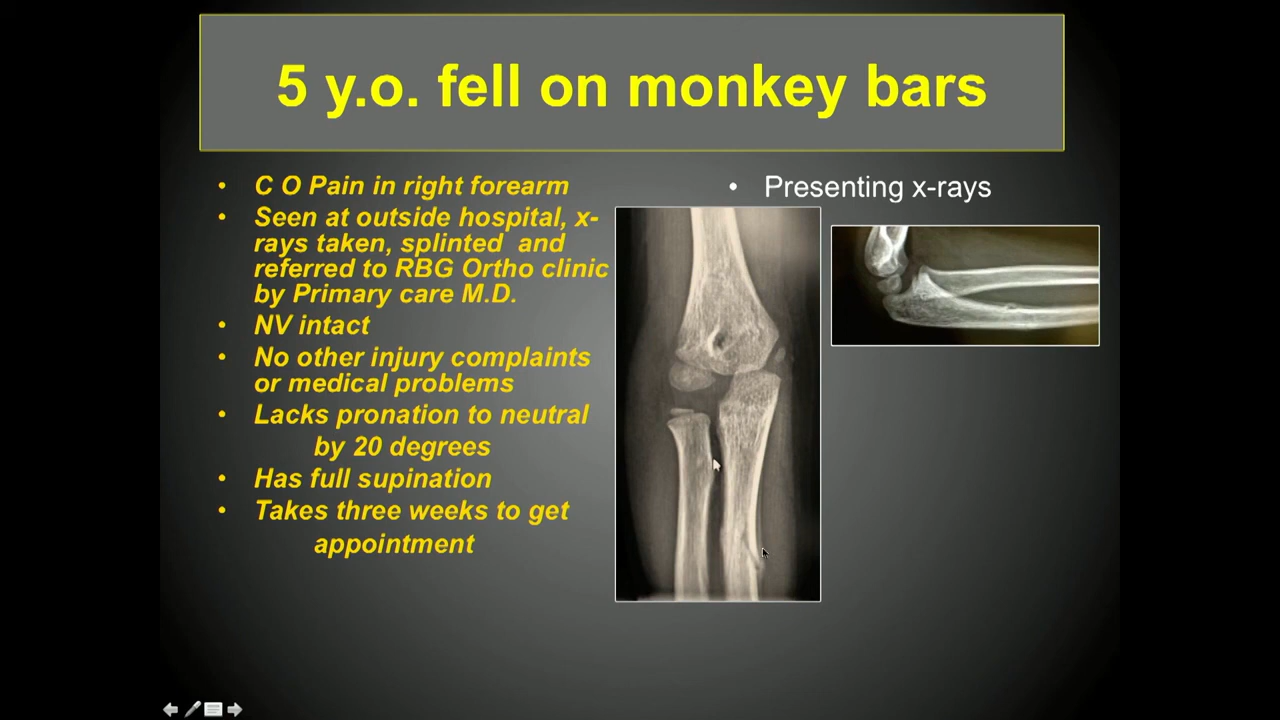 5 y.o. fell on monkey bars
• C O Pain in right forearm
• Seen at outside hospital, x-
rays taken, splinted and
referred to RBG Ortho clinic
by Primary care M.D.
• NV intact
• No other injury complaints
or medical problems
• Lacks pronation to neutral
by 20 degrees
• Has full supination
• Takes three weeks to get
appointment
• Presenting x-rays